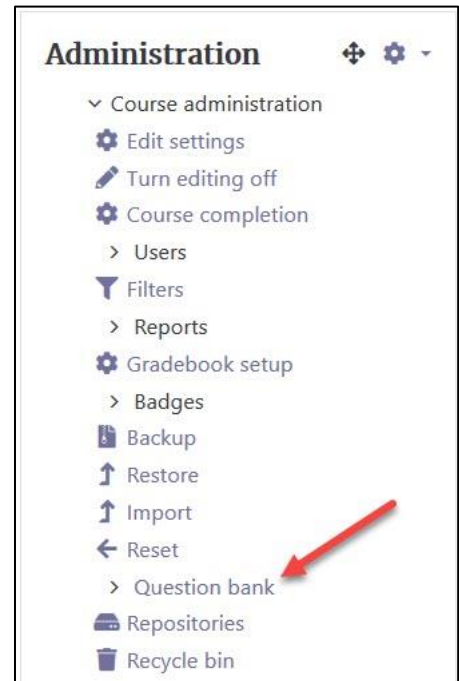 Administration
Course administration
Edit settings
Turn editing off
Course completion
Users
Filters
Reports
Gradebook setup
Badges
Backup
Restore
Import
Reset
Question bank
Repositories
Recycle bin